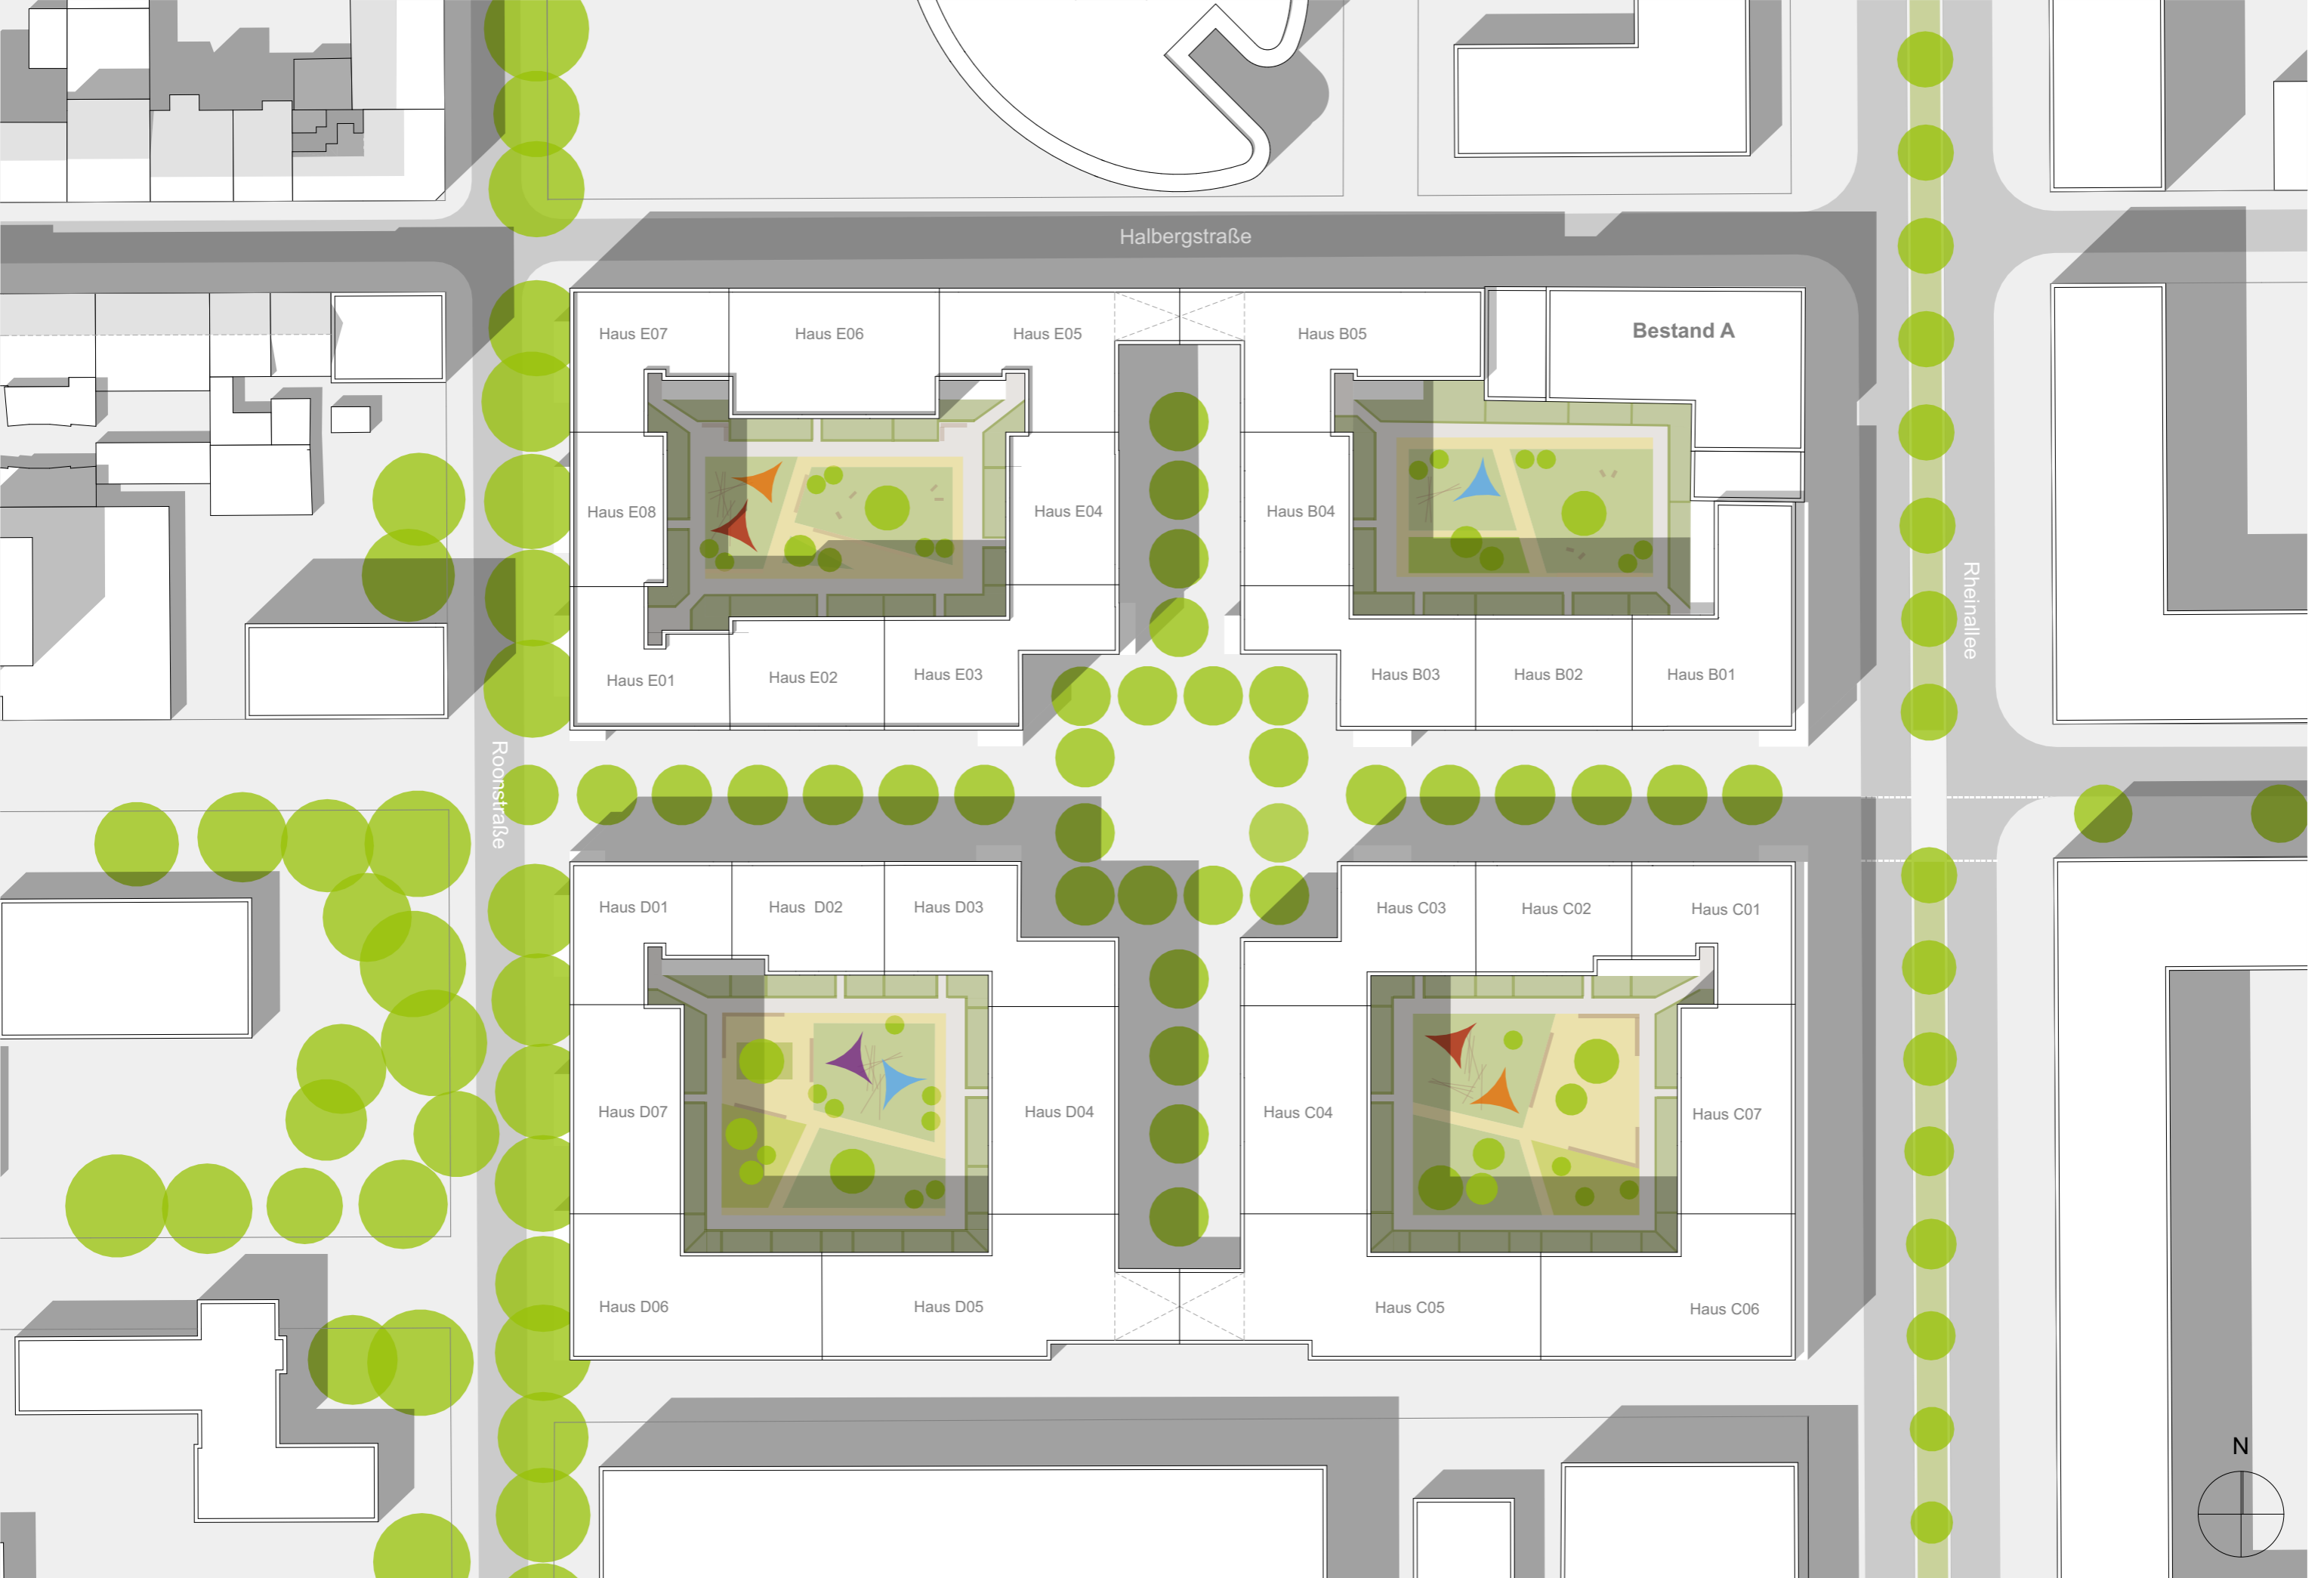 Halbergstraße
Haus E07
Haus E06
Haus E05
Haus B05
Bestand A
Haus E08
Haus E04
Haus B04
Rheinallee
Haus E01
Haus E02
Haus E03
Haus B03
Haus B02
Haus B01
Roonstraße
Haus D01
Haus D02
Haus D03
Haus C03
Haus C02
Haus C01
Haus D07
Haus D04
Haus C04
Haus C07
Haus D06
Haus D05
Haus C05
Haus C06
N